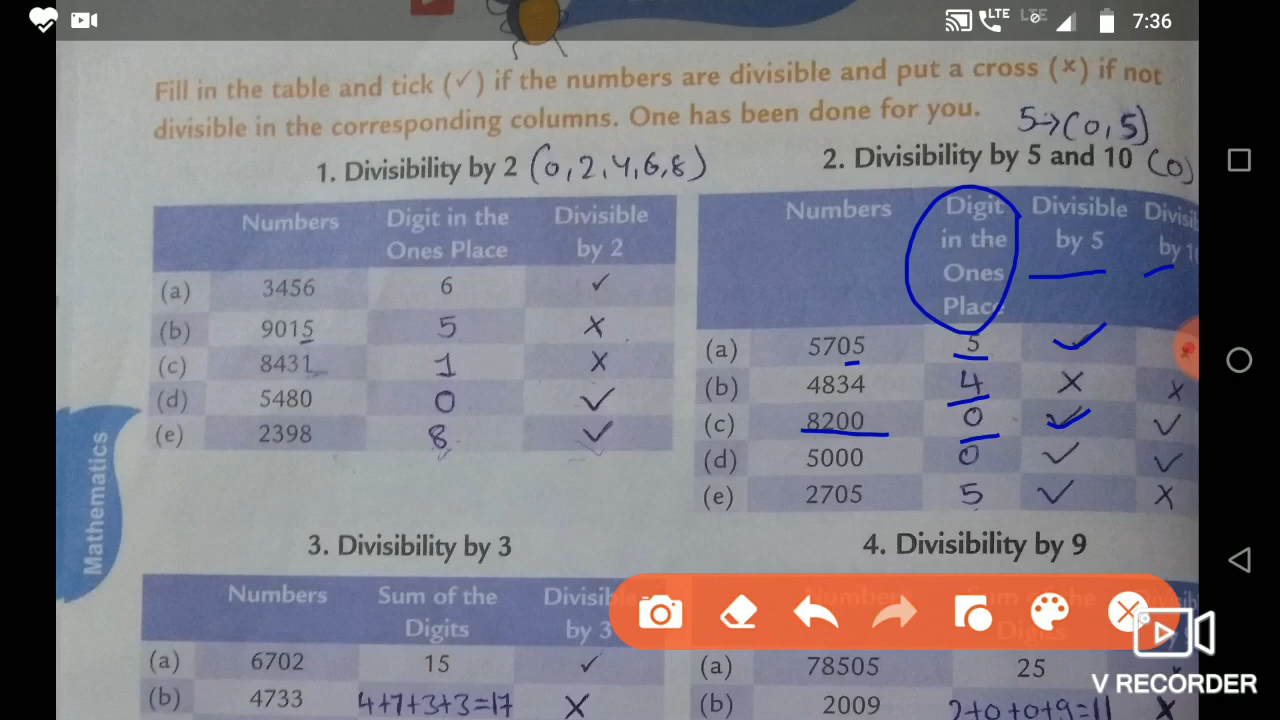 LTE LTE 7:36
Fill in the table and tick (✓) if the numbers are divisible and put a cross (×) if not
divisible in the corresponding columns. One has been done for you.
5→(0,5)
1. Divisibility by 2 (0,2,4,6,8)
Numbers Digit in the Ones Place Divisible by 2
(a) 3456 6 ✓
(b) 9015 5 ×
(c) 8431 1 ×
(d) 5480 0 ✓
(e) 2398 8 ✓
2. Divisibility by 5 and 10 (0)
Numbers Digit in the Ones Place Divisible by 5 by
(a) 5705 5 ✓ ×
(b) 4834 4 × ×
(c) 8200 0 ✓ ✓
(d) 5000 0 ✓ ✓
(e) 2705 5 ✓ ×
Mathematics
3. Divisibility by 3
Numbers Sum of the Digits by 3
(a) 6702 15 ✓
(b) 4733 4+7+3+3=17 ×
4. Divisibility by 9
(a) 78505 25
(b) 2009 2+0+0+9=11 ×
V RECORDER